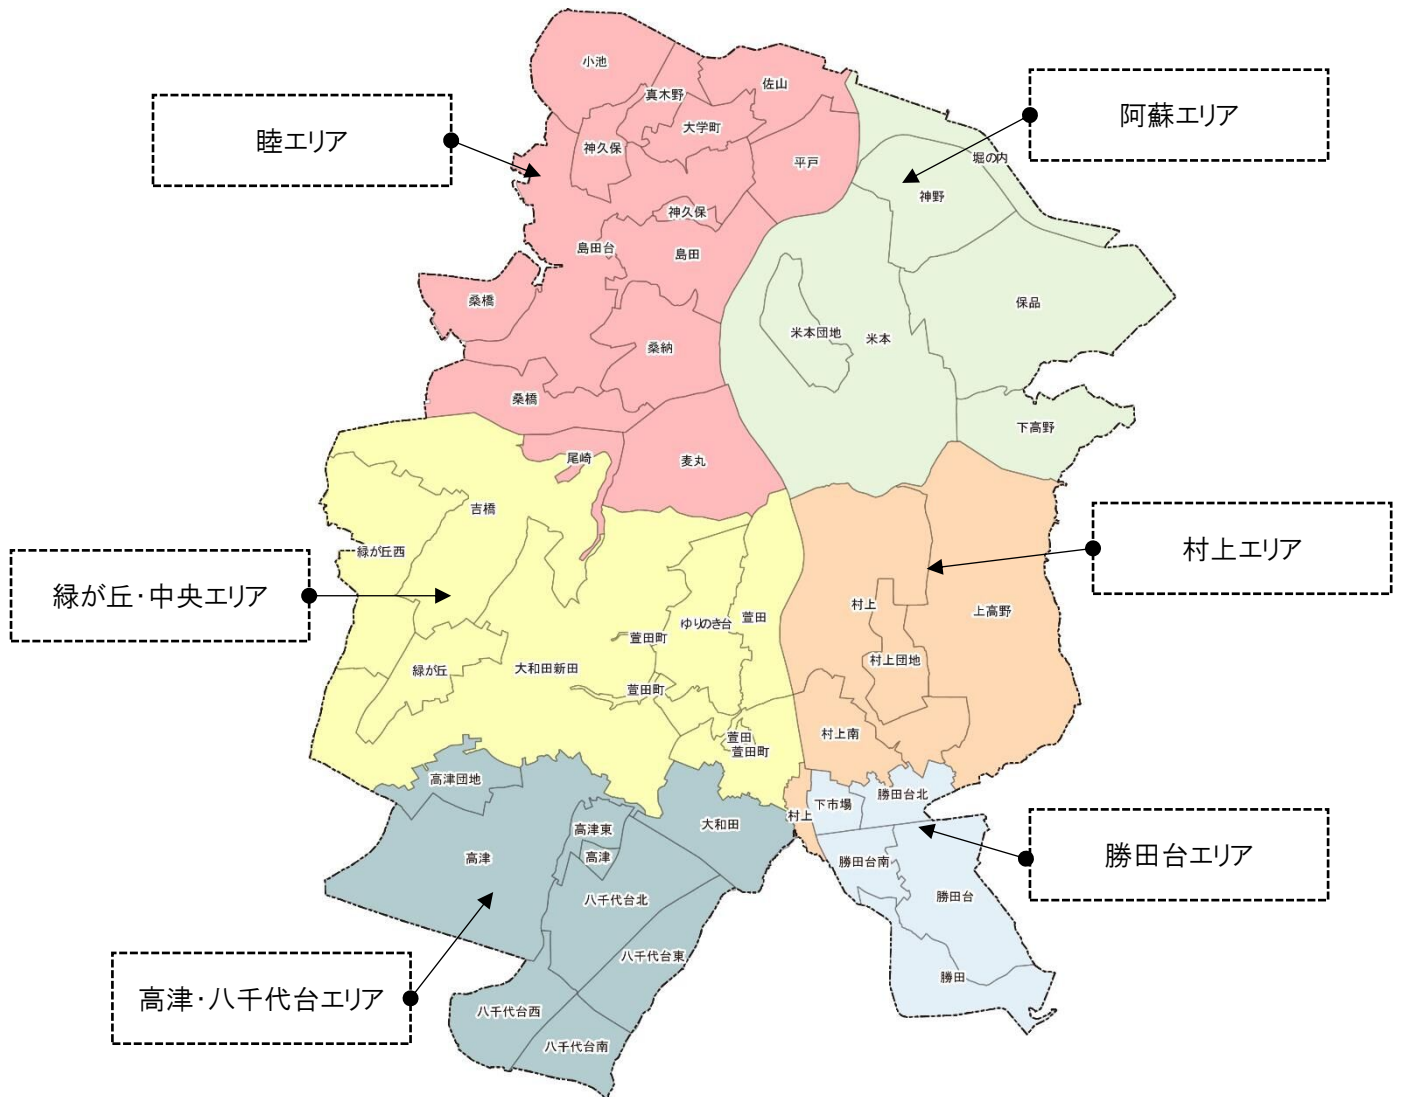 小池
真木野
佐山
大学町
神久保
平戸
神久保
島田台
島田
桑橋
桑納
桑橋
尾崎
麦丸
睦エリア
阿蘇エリア
堀の内
神野
保品
米本団地
米本
下高野
吉橋
緑が丘西
緑が丘・中央エリア
緑が丘
大和田新田
萱田町
ゆりのき台
萱田
萱田町
萱田
萱田町
村上エリア
村上
上高野
村上団地
村上南
村上
下市場
勝田台北
勝田台南
勝田台
勝田
勝田台エリア
高津団地
大和田
高津東
高津
高津
八千代台北
八千代台東
八千代台西
八千代台南
高津・八千代台エリア